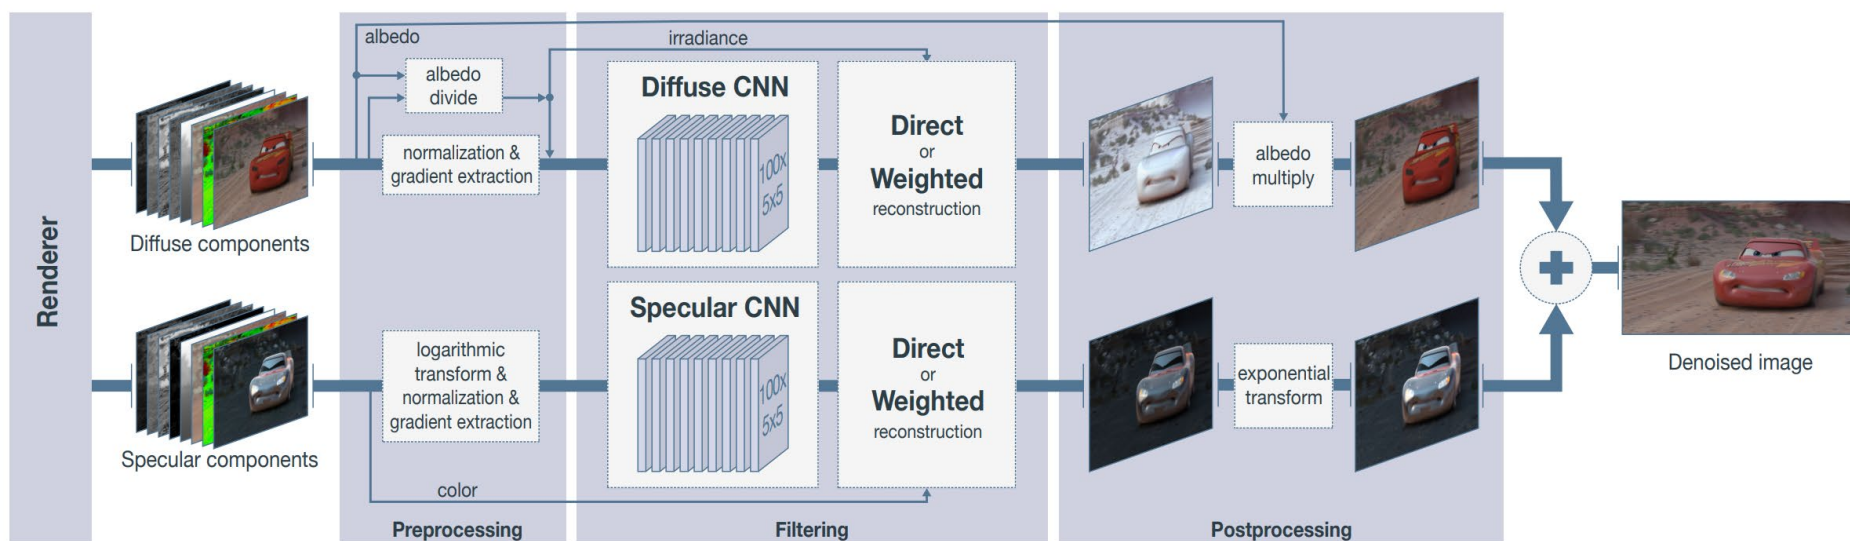 Renderer
Diffuse components
Specular components
albedo
albedo
divide
normalization &
gradient extraction
logarithmic
transform &
normalization &
gradient extraction
color
Preprocessing
irradiance
Diffuse CNN
100x
5x5
Direct
or
Weighted
reconstruction
Specular CNN
100x
5x5
Direct
or
Weighted
reconstruction
Filtering
albedo
multiply
exponential
transform
Postprocessing
Denoised image